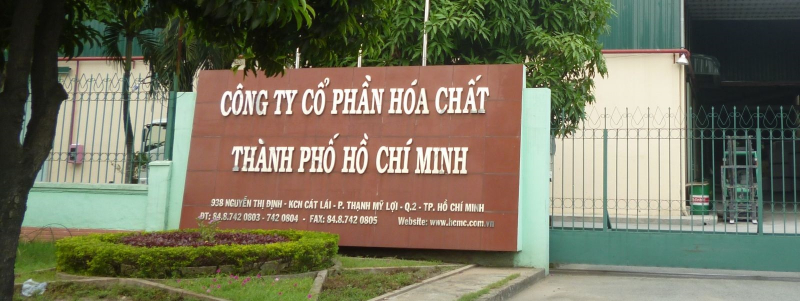 CÔNG TY CỔ PHẦN HÓA CHẤT
THÀNH PHỐ HỒ CHÍ MINH
938 NGUYỄN THỊ ĐỊNH - KCN CÁT LÁI - P. THẠNH MỸ LỢI - Q.2 - TP. HỒ CHÍ MINH
ĐT: 84.8.742 0803 - 742 0804 - FAX: 84.8.742 0805 Website: www.hcmc.com.vn